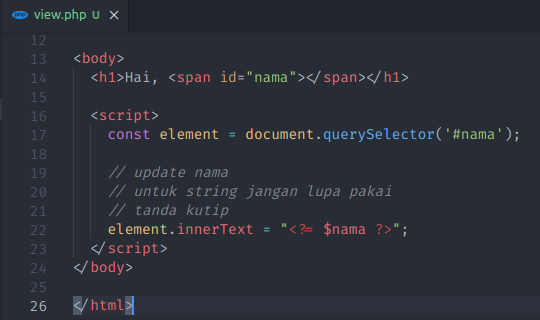 php view.php U ×
12
13 <body>
14 <h1>Hai, <span id="nama"></span></h1>
15
16 <script>
17 const element = document.querySelector('#nama');
18
19 // update nama
20 // untuk string jangan lupa pakai
21 // tanda kutip
22 element.innerText = "<?= $nama ?>";
23 </script>
24 </body>
25
26 </html>